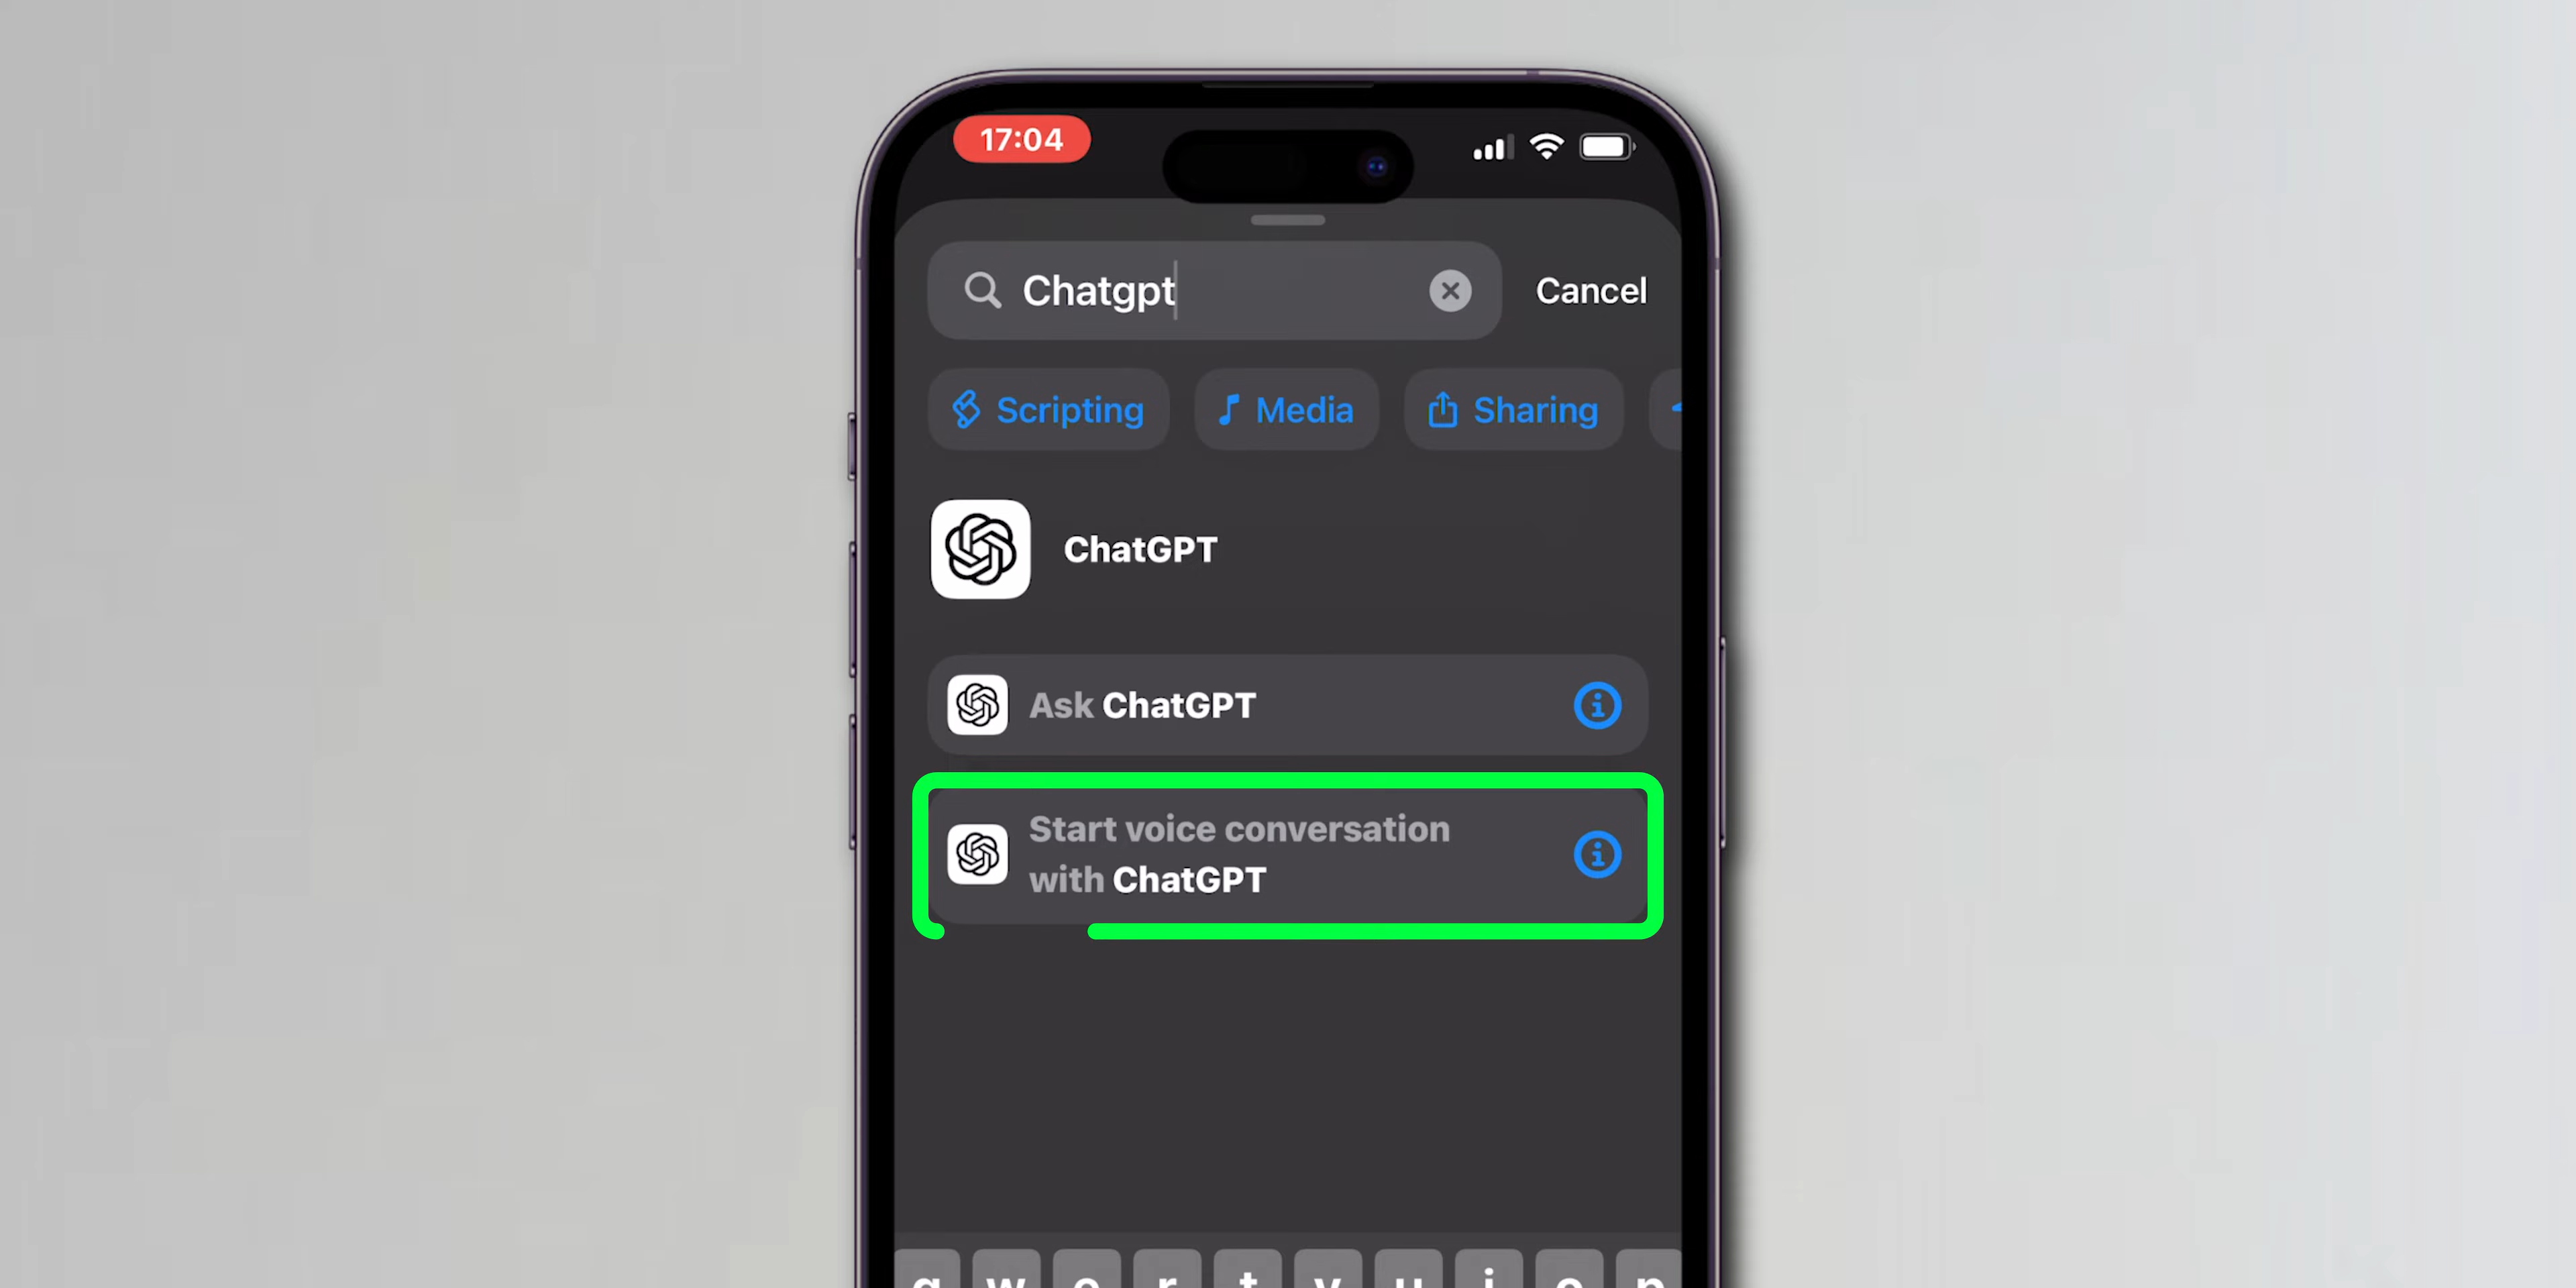 17:04
Chatgpt
Cancel
Scripting
Media
Sharing
ChatGPT
Ask ChatGPT
Start voice conversation
with ChatGPT
q w e r t y u i o p